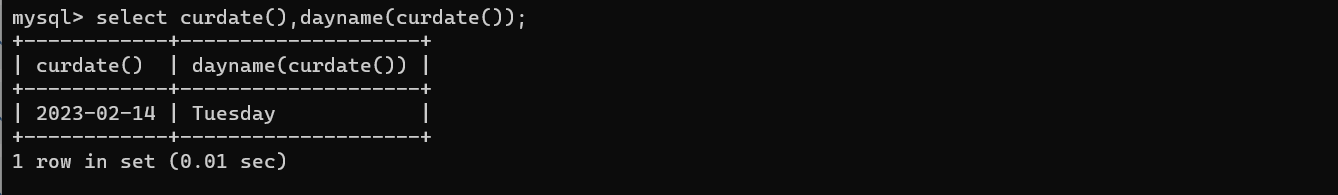 mysql> select curdate(),dayname(curdate());
+------------+--------------------+
| curdate()  | dayname(curdate()) |
+------------+--------------------+
| 2023-02-14 | Tuesday            |
+------------+--------------------+
1 row in set (0.01 sec)